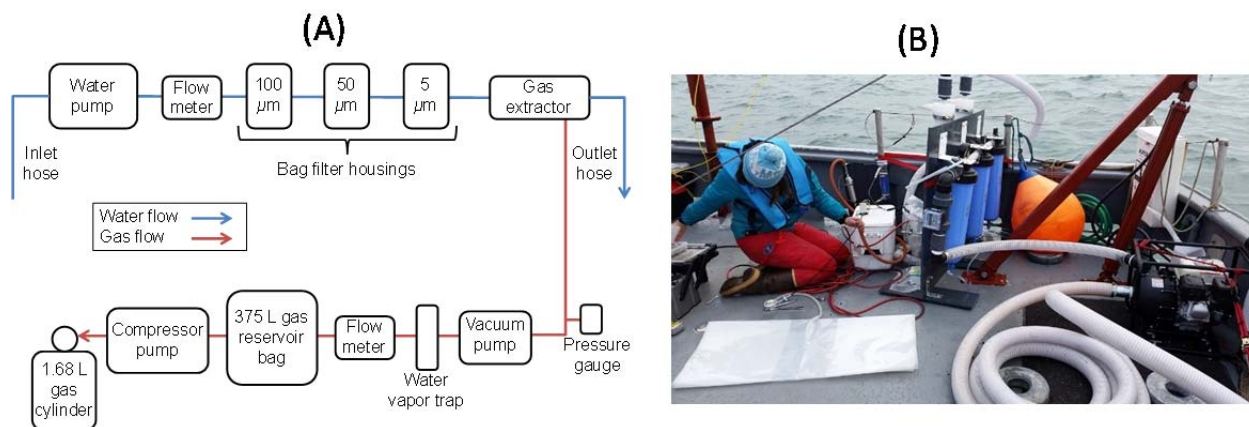 (A)
(B)
Water
pump
Flow
meter
100
µm
50
µm
5
µm
Gas
extractor
Inlet
hose
Bag filter housings
Outlet
hose
Water flow
Gas flow
1.68 L
gas
cylinder
Compressor
pump
375 L gas
reservoir
bag
Flow
meter
Water
vapor trap
Vacuum
pump
Pressure
gauge